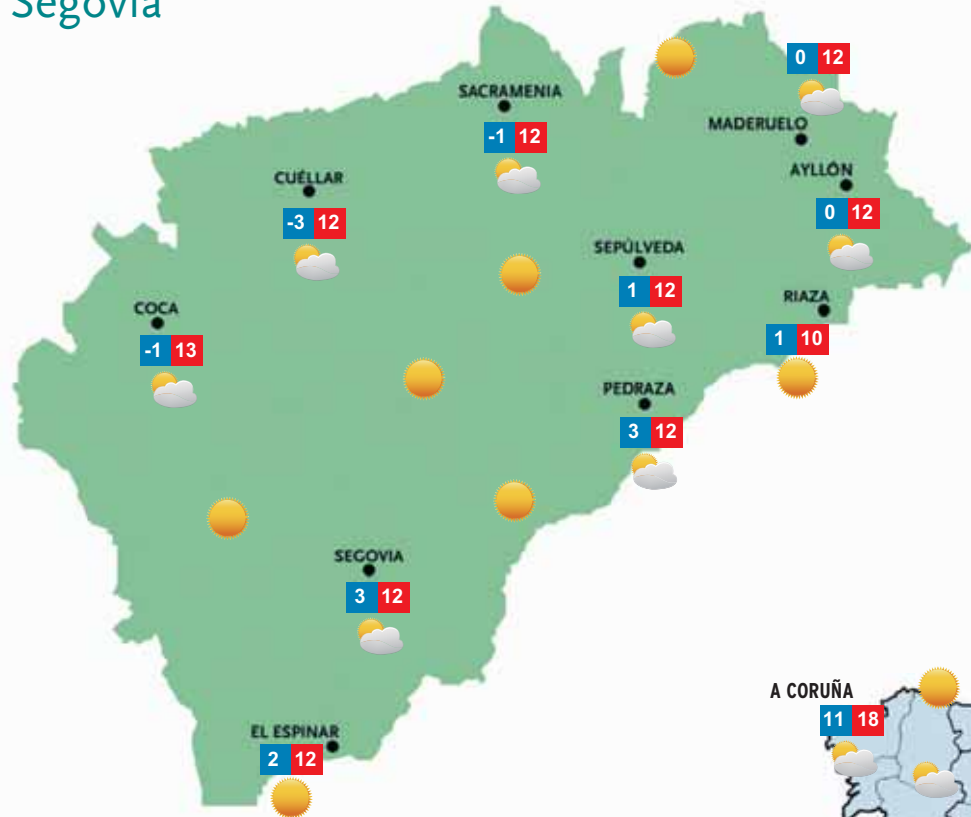 Segovia
0 12
SACRAMENIA
-1 12
MADERUELO
AYLLÓN
0 12
CUÉLLAR
-3 12
SEPÚLVEDA
1 12
RIAZA
1 10
COCA
-1 13
PEDRAZA
3 12
SEGOVIA
3 12
A CORUÑA
11 18
EL ESPINAR
2 12